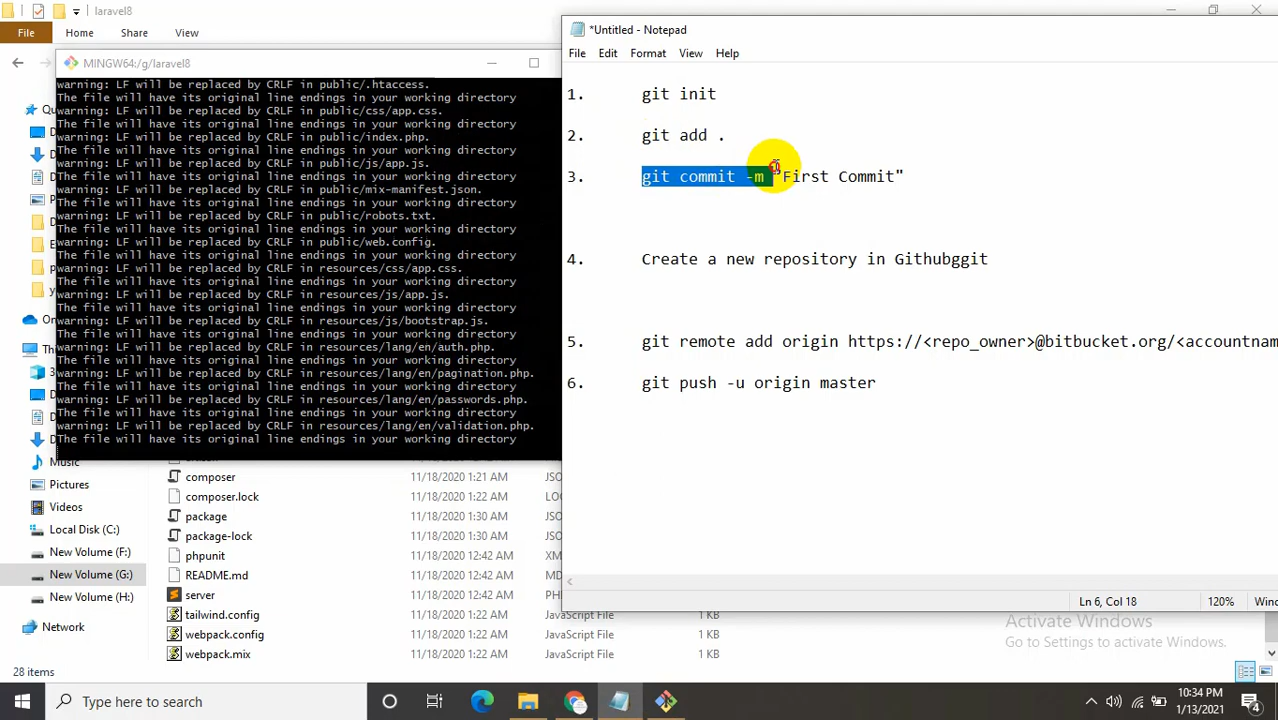 laravel8
File Home Share View
MINGW64:/g/laravel8
warning: LF will be replaced by CRLF in public/.htaccess.
The file will have its original line endings in your working directory
warning: LF will be replaced by CRLF in public/css/app.css.
The file will have its original line endings in your working directory
warning: LF will be replaced by CRLF in public/index.php.
The file will have its original line endings in your working directory
warning: LF will be replaced by CRLF in public/js/app.js.
The file will have its original line endings in your working directory
warning: LF will be replaced by CRLF in public/mix-manifest.json.
The file will have its original line endings in your working directory
warning: LF will be replaced by CRLF in public/robots.txt.
The file will have its original line endings in your working directory
warning: LF will be replaced by CRLF in public/web.config.
The file will have its original line endings in your working directory
warning: LF will be replaced by CRLF in resources/css/app.css.
The file will have its original line endings in your working directory
warning: LF will be replaced by CRLF in resources/js/app.js.
The file will have its original line endings in your working directory
warning: LF will be replaced by CRLF in resources/js/bootstrap.js.
The file will have its original line endings in your working directory
warning: LF will be replaced by CRLF in resources/lang/en/auth.php.
The file will have its original line endings in your working directory
warning: LF will be replaced by CRLF in resources/lang/en/pagination.php.
The file will have its original line endings in your working directory
warning: LF will be replaced by CRLF in resources/lang/en/passwords.php.
The file will have its original line endings in your working directory
warning: LF will be replaced by CRLF in resources/lang/en/validation.php.
The file will have its original line endings in your working directory
*Untitled - Notepad
File Edit Format View Help
1. git init
2. git add .
3. git commit -m "First Commit"
4. Create a new repository in Githubggit
5. git remote add origin https://<repo_owner>@bitbucket.org/<accountnam
6. git push -u origin master
Ln 6, Col 18
120%
Wind
Qu
On
Thi
Music
Pictures
Videos
Local Disk (C:)
New Volume (F:)
New Volume (G:)
New Volume (H:)
Network
composer 11/18/2020 1:21 AM JSO
composer.lock 11/18/2020 1:22 AM LO
package 11/18/2020 1:30 AM JSO
package-lock 11/18/2020 1:30 AM JSO
phpunit 11/18/2020 12:42 AM XM
README.md 11/18/2020 12:42 AM MD
server 11/18/2020 12:42 AM PH
tailwind.config 11/18/2020 1:22 AM JavaScript File 1 KB
webpack.config 11/18/2020 1:22 AM JavaScript File 1 KB
webpack.mix 11/18/2020 1:22 AM JavaScript File 1 KB
28 items
Activate Windows
Go to Settings to activate Windows.
Type here to search
10:34 PM
1/13/2021
4